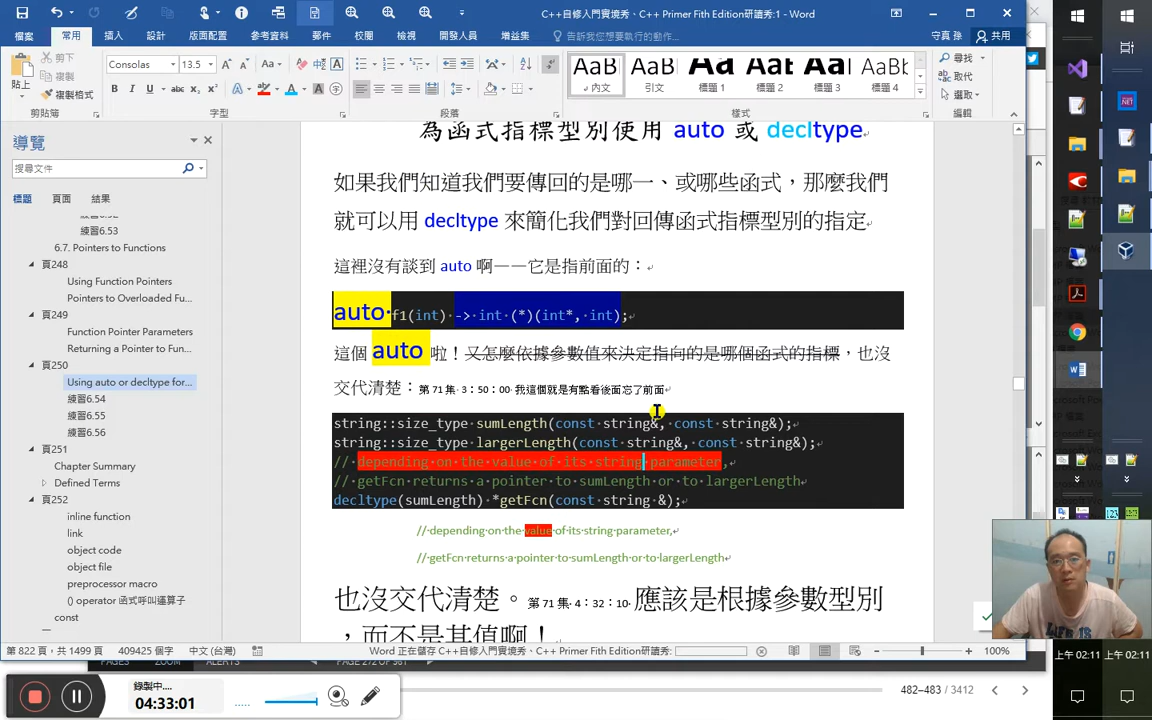 C++自修入門實境秀、C++ Primer Fith Edition研讀秀:1 - Word
檔案 常用 插入 設計 版面配置 參考資料 郵件 校閱 檢視 開發人員 增益集 告訴我您想要執行的動作... 守真 孫 共用
剪下
複製
複製格式
貼上
Consolas 13.5
剪貼簿 字型 段落 樣式 編輯
AaB AaBb AaB AaB AaB AaBbC
內文 引文 標題 1 標題 2 標題 3 標題 4
尋找
取代
選取
導覽
搜尋文件
標題 頁面 結果
練習6.53
6.7. Pointers to Functions
頁248
Using Function Pointers
Pointers to Overloaded Fu...
頁249
Function Pointer Parameters
Returning a Pointer to Fun...
頁250
Using auto or decltype for...
練習6.54
練習6.55
練習6.56
頁251
Chapter Summary
Defined Terms
頁252
inline function
link
object code
object file
preprocessor macro
() operator 函式呼叫運算子
const
為函式指標型別使用 auto 或 decltype
如果我們知道我們要傳回的是哪一、或哪些函式，那麼我們
就可以用 decltype 來簡化我們對回傳函式指標型別的指定
這裡沒有談到 auto 啊——它是指前面的：
auto f1(int) -> int (*)(int*, int);
這個 auto 啦！又怎麼依據參數值來決定指向的是哪個函式的指標，也沒
交代清楚：第 71 集 3：50：00 我這個就是有點看後面忘了前面
string::size_type sumLength(const string&, const string&);
string::size_type largerLength(const string&, const string&);
// depending on the value of its string parameter,
// getFcn returns a pointer to sumLength or to largerLength
decltype(sumLength) *getFcn(const string &);
// depending on the value of its string parameter,
// getFcn returns a pointer to sumLength or to largerLength
也沒交代清楚。第 71 集 4：32：10 應該是根據參數型別
，而不是其值啊！
第 822 頁，共 1499 頁 409425 個字 中文 (台灣) Word 正在儲存 C++自修入門實境秀、C++ Primer Fith Edition研讀秀: 100%
PAGES ZOOM ALERTS PAGE 272 OF 961
錄製中....
04:33:01
482–483 / 3412
上午 02:11 上午 02:11